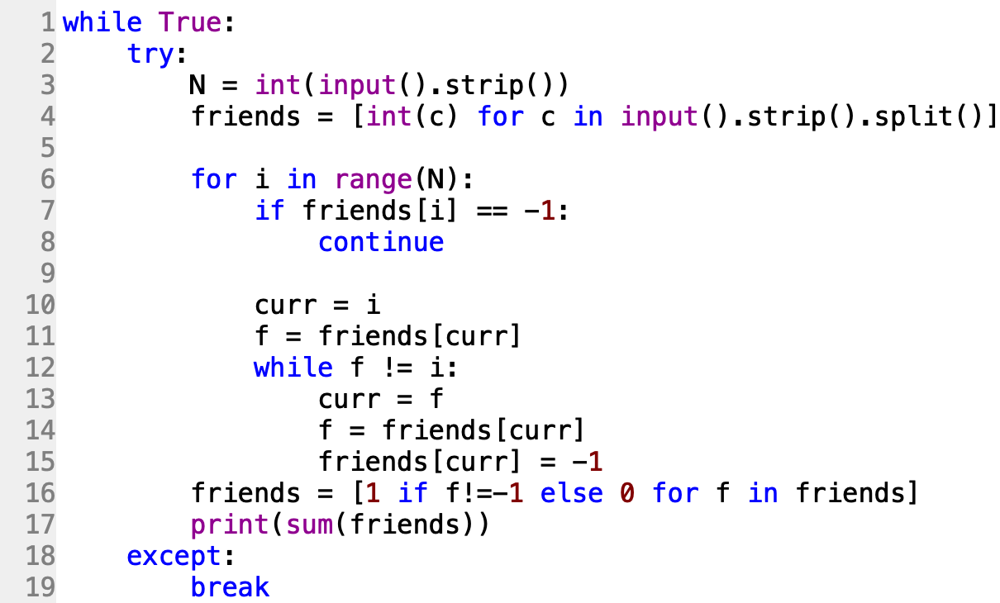 1 while True:
2     try:
3         N = int(input().strip())
4         friends = [int(c) for c in input().strip().split()]
5
6         for i in range(N):
7             if friends[i] == -1:
8                 continue
9
10             curr = i
11             f = friends[curr]
12             while f != i:
13                 curr = f
14                 f = friends[curr]
15                 friends[curr] = -1
16         friends = [1 if f!=-1 else 0 for f in friends]
17         print(sum(friends))
18     except:
19         break